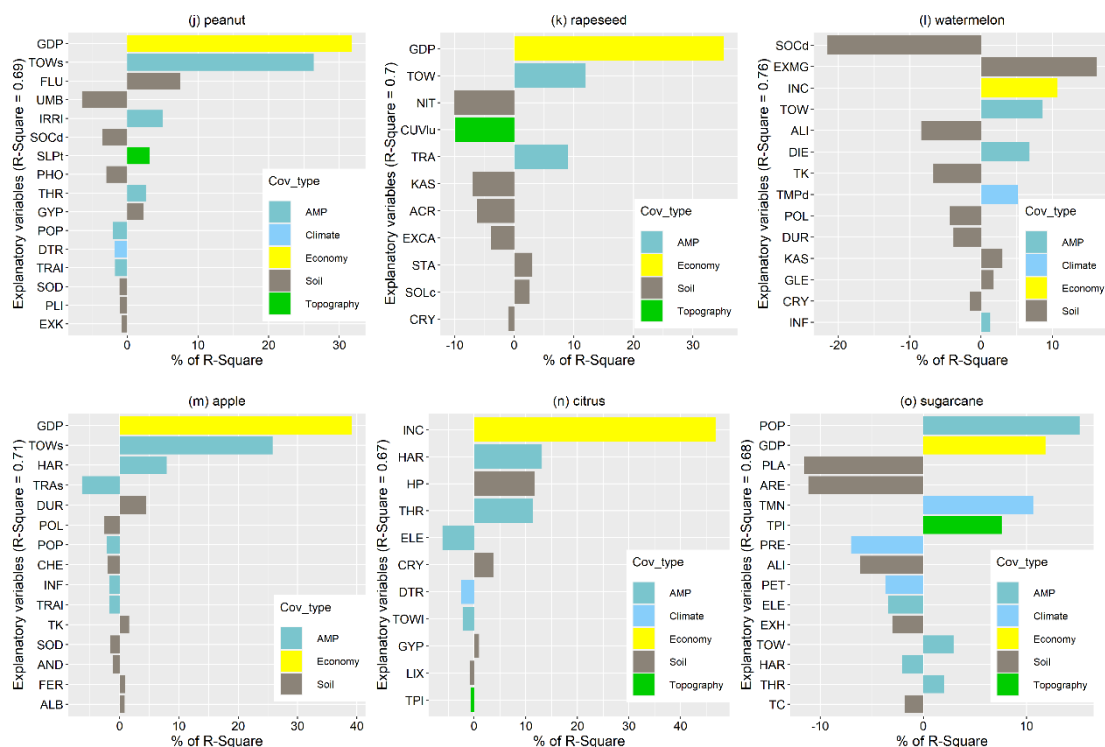 (j) peanut
Explanatory variables (R-Square = 0.69)
GDP
TOWs
FLU
UMB
IRRI
SOCd
SLPt
PHO
THR
GYP
POP
DTR
TRAI
SOD
PLI
EXK
0
10
20
30
% of R-Square
Cov_type
AMP
Climate
Economy
Soil
Topography
(k) rapeseed
Explanatory variables (R-Square = 0.7)
GDP
TOW
NIT
CUVlu
TRA
KAS
ACR
EXCA
STA
SOLc
CRY
-10
0
10
20
30
% of R-Square
Cov_type
AMP
Economy
Soil
Topography
(l) watermelon
Explanatory variables (R-Square = 0.76)
SOCd
EXMG
INC
TOW
ALI
DIE
TK
TMPd
POL
DUR
KAS
GLE
CRY
INF
-20
-10
0
10
% of R-Square
Cov_type
AMP
Climate
Economy
Soil
(m) apple
Explanatory variables (R-Square = 0.71)
GDP
TOWs
HAR
TRAs
DUR
POL
POP
CHE
INF
TRAI
TK
SOD
AND
FER
ALB
0
10
20
30
40
% of R-Square
Cov_type
AMP
Economy
Soil
(n) citrus
Explanatory variables (R-Square = 0.67)
INC
HAR
HP
THR
ELE
CRY
DTR
TOWI
GYP
LIX
TPI
0
10
20
30
40
% of R-Square
Cov_type
AMP
Climate
Economy
Soil
Topography
(o) sugarcane
Explanatory variables (R-Square = 0.68)
POP
GDP
PLA
ARE
TMN
TPI
PRE
ALI
PET
ELE
EXH
TOW
HAR
THR
TC
-10
0
10
% of R-Square
Cov_type
AMP
Climate
Economy
Soil
Topography